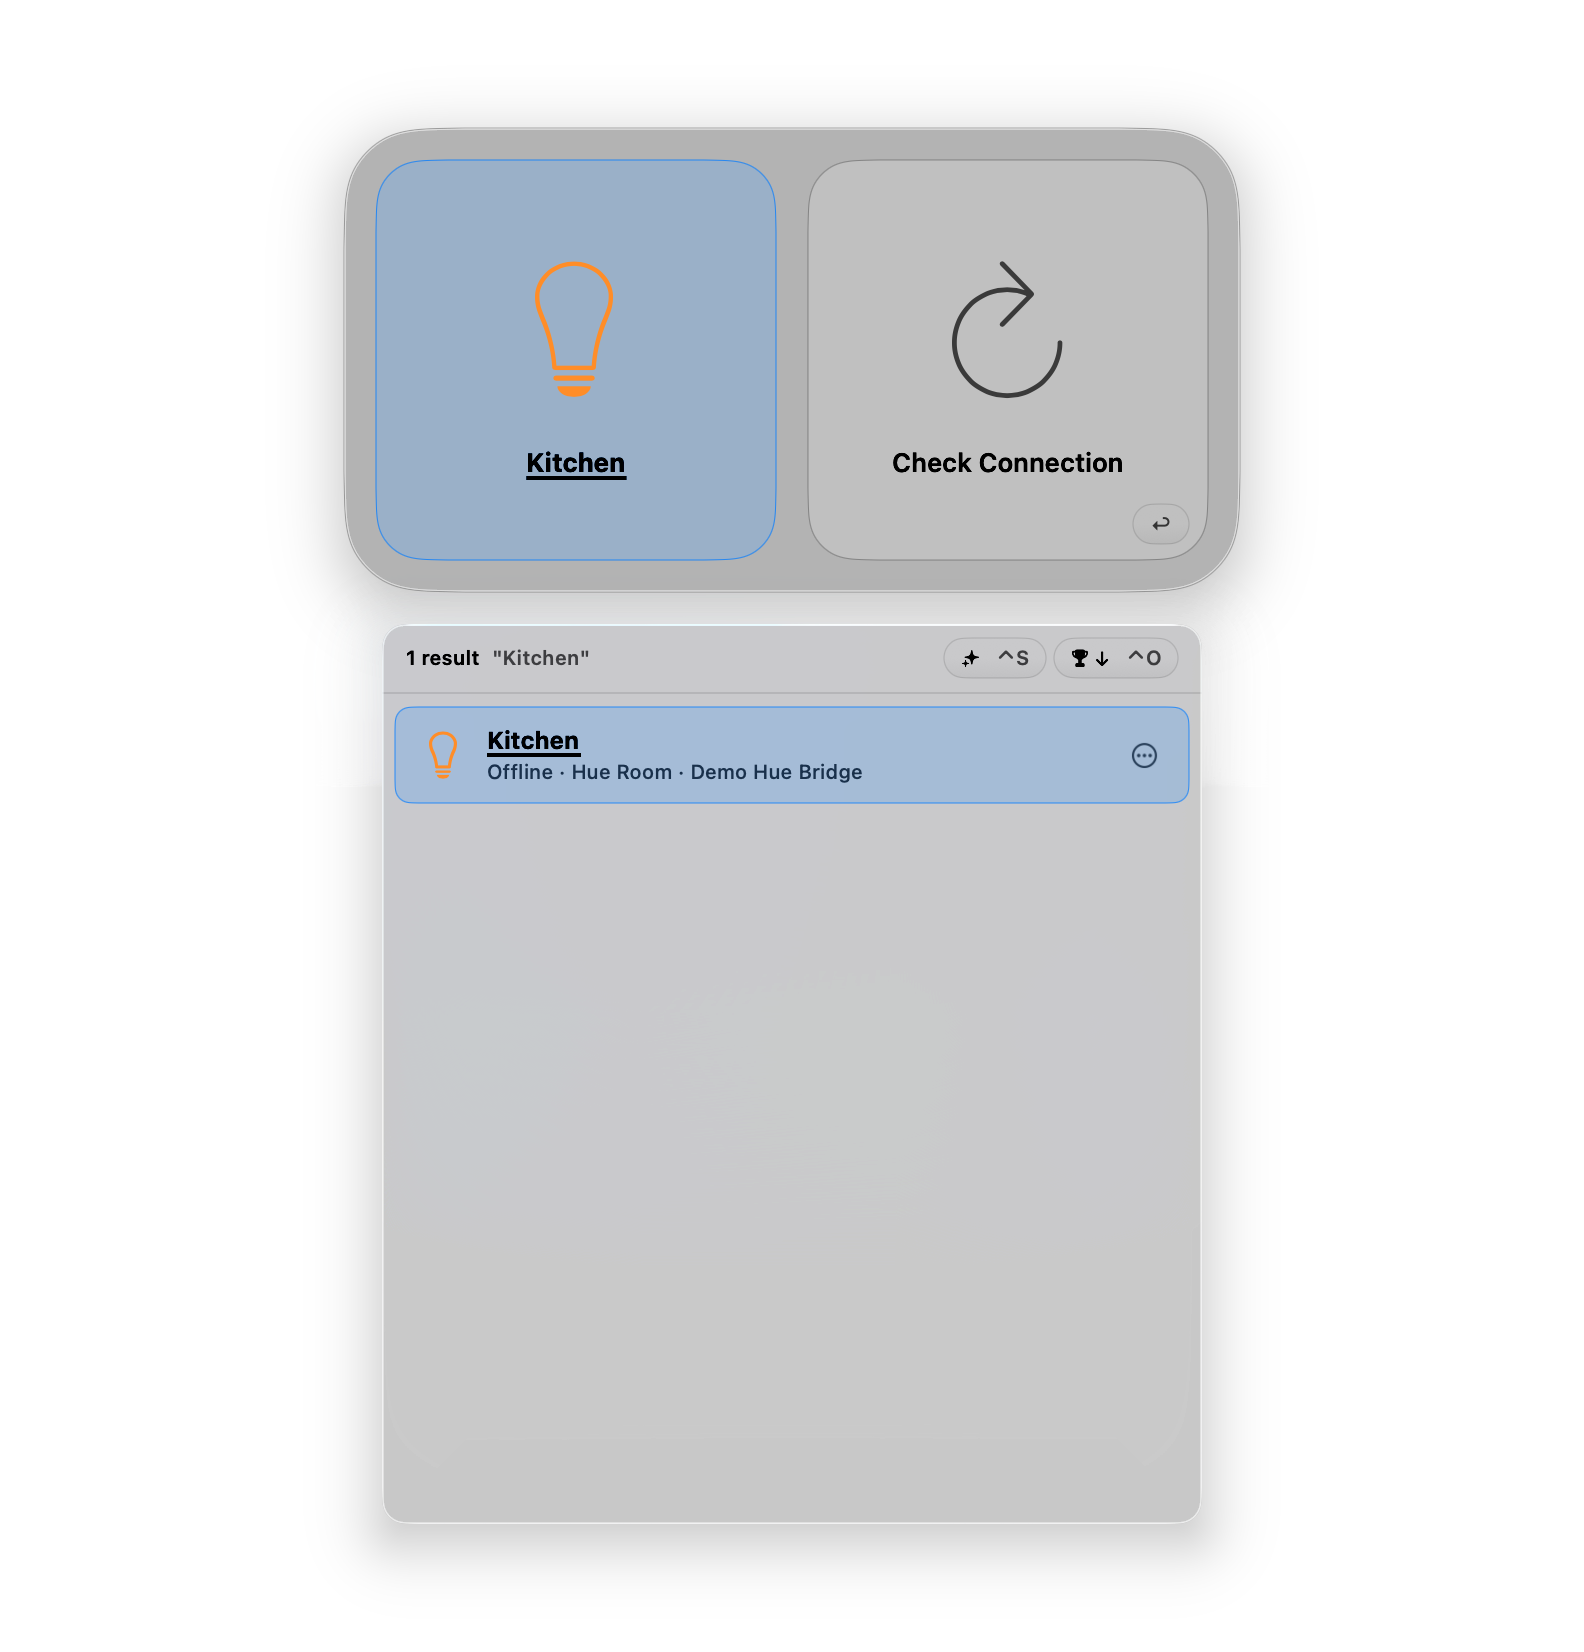 Kitchen
Check Connection
1 result "Kitchen"
^S
^O
Kitchen
Offline · Hue Room · Demo Hue Bridge